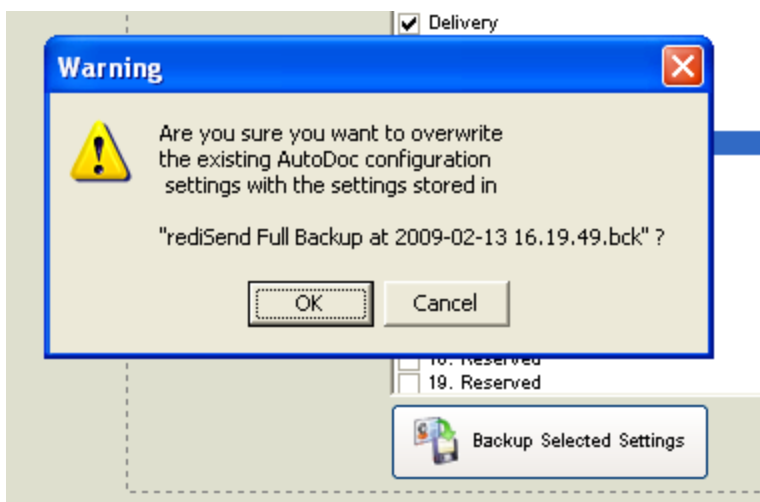 Delivery
Warning
Are you sure you want to overwrite
the existing AutoDoc configuration
settings with the settings stored in
"rediSend Full Backup at 2009-02-13 16.19.49.bck" ?
OK
Cancel
Reserved
19. Reserved
Backup Selected Settings